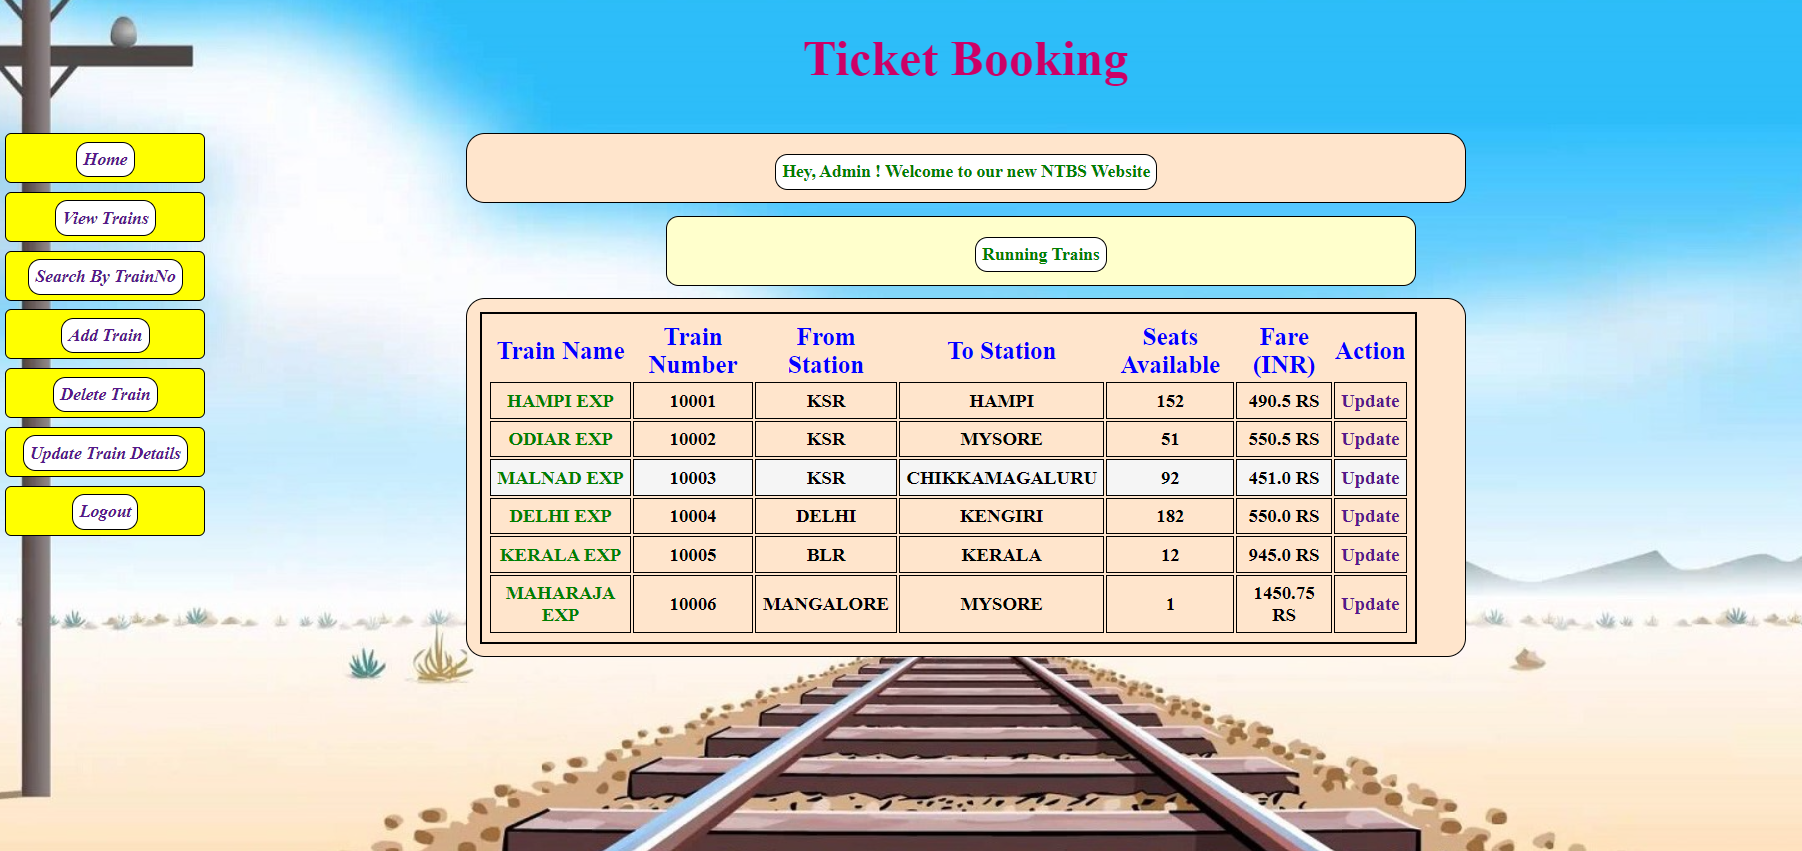 Ticket Booking
Home
View Trains
Search By TrainNo
Add Train
Delete Train
Update Train Details
Logout
Hey, Admin ! Welcome to our new NTBS Website
Running Trains
Train Name Train Number From Station To Station Seats Available Fare (INR) Action
HAMPI EXP 10001 KSR HAMPI 152 490.5 RS Update
ODIAR EXP 10002 KSR MYSORE 51 550.5 RS Update
MALNAD EXP 10003 KSR CHIKKAMAGALURU 92 451.0 RS Update
DELHI EXP 10004 DELHI KENGIRI 182 550.0 RS Update
KERALA EXP 10005 BLR KERALA 12 945.0 RS Update
MAHARAJA EXP 10006 MANGALORE MYSORE 1 1450.75 RS Update